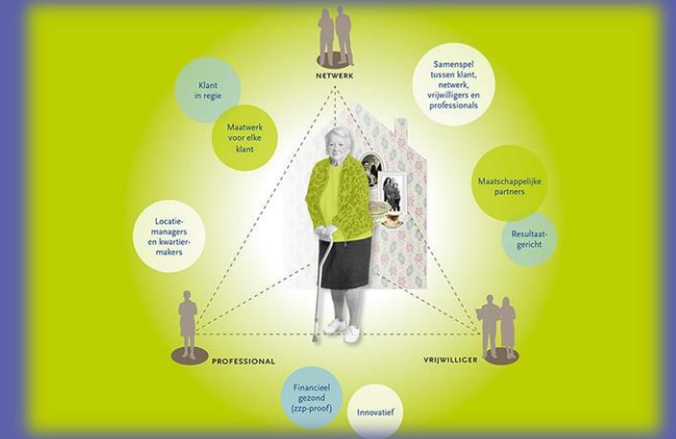 NETWERK
Samenspel
tussen klant,
netwerk,
vrijwilligers en
professionals
Klant
in regie
Maatwerk
voor elke
klant
Maatschappelijke
partners
Resultaat-
gericht
Locatie-
managers
en kwartier-
makers
PROFESSIONAL
VRIJWILLIGER
Financieel
gezond
(zzp-proof)
Innovatief